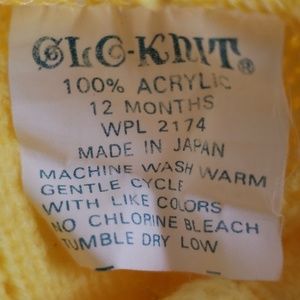 GLO-KNIT®
100% ACRYLIC
12 MONTHS
WPL 2174
MADE IN JAPAN
MACHINE WASH WARM
GENTLE CYCLE
WITH LIKE COLORS
NO CHLORINE BLEACH
TUMBLE DRY LOW